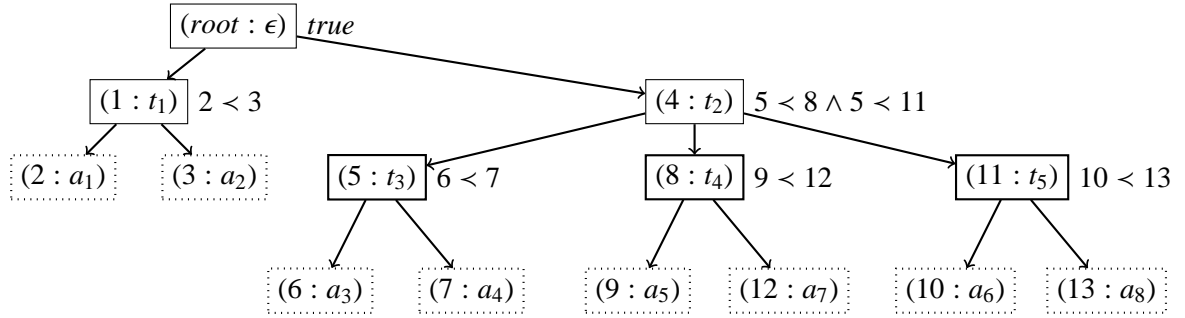 (root : ϵ) true
(1 : t₁) 2 ≺ 3
(4 : t₂) 5 ≺ 8 ∧ 5 ≺ 11
(2 : a₁) (3 : a₂)
(5 : t₃) 6 ≺ 7
(8 : t₄) 9 ≺ 12
(11 : t₅) 10 ≺ 13
(6 : a₃) (7 : a₄) (9 : a₅) (12 : a₇) (10 : a₆) (13 : a₈)